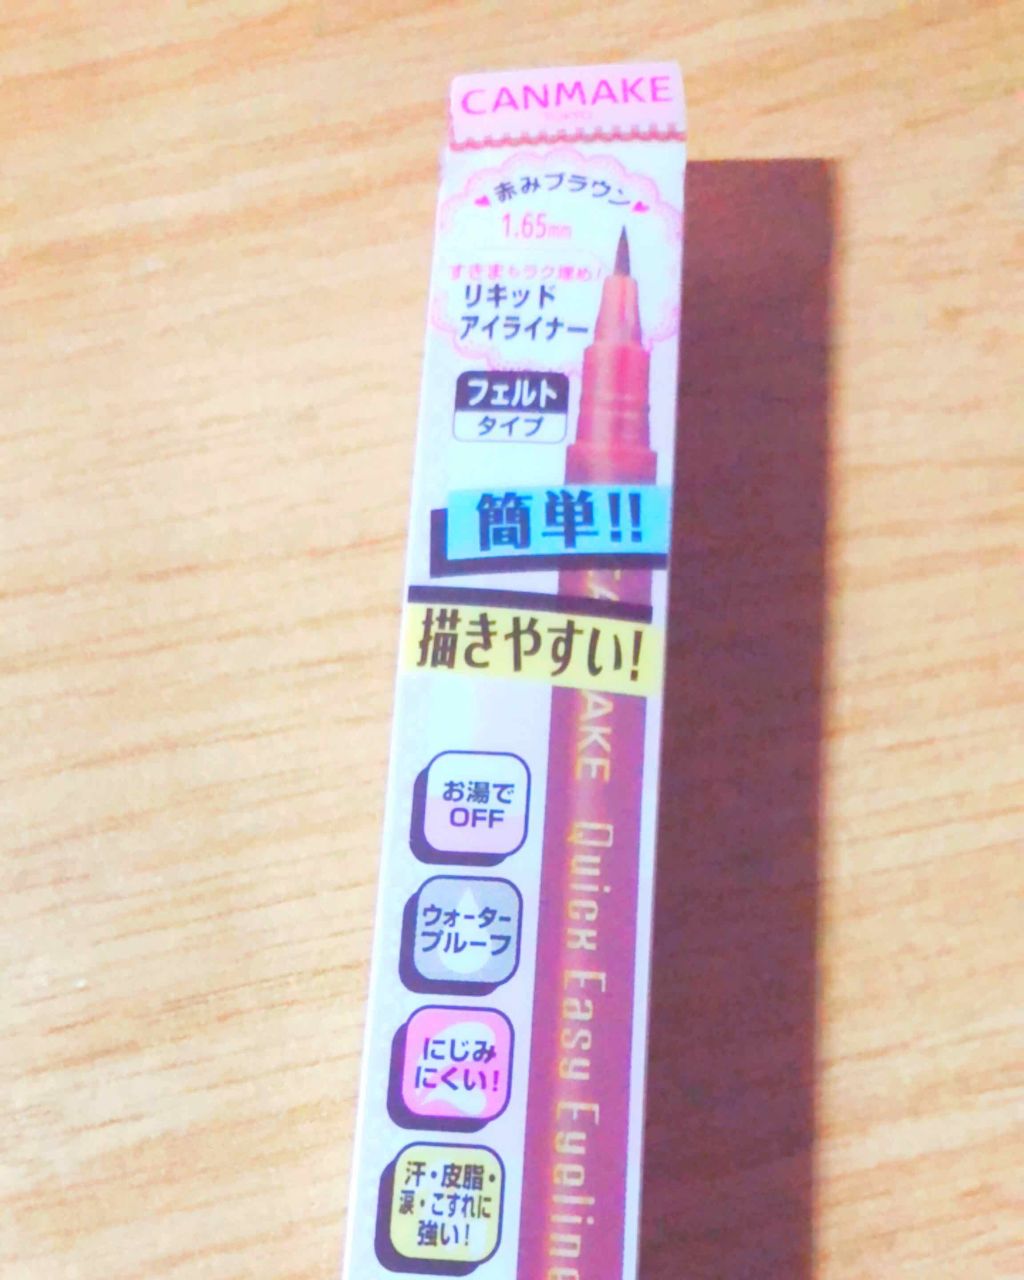 CANMAKE
TOKYO
赤みブラウン
1.65mm
すきまもラク埋め!
リキッド
アイライナー
フェルト
タイプ
簡単!!
描きやすい!
お湯で
OFF
ウォーター
プルーフ
にじみ
にくい!
汗・皮脂・
涙・こすれに
強い!
AKE Quick Easy Eyeline